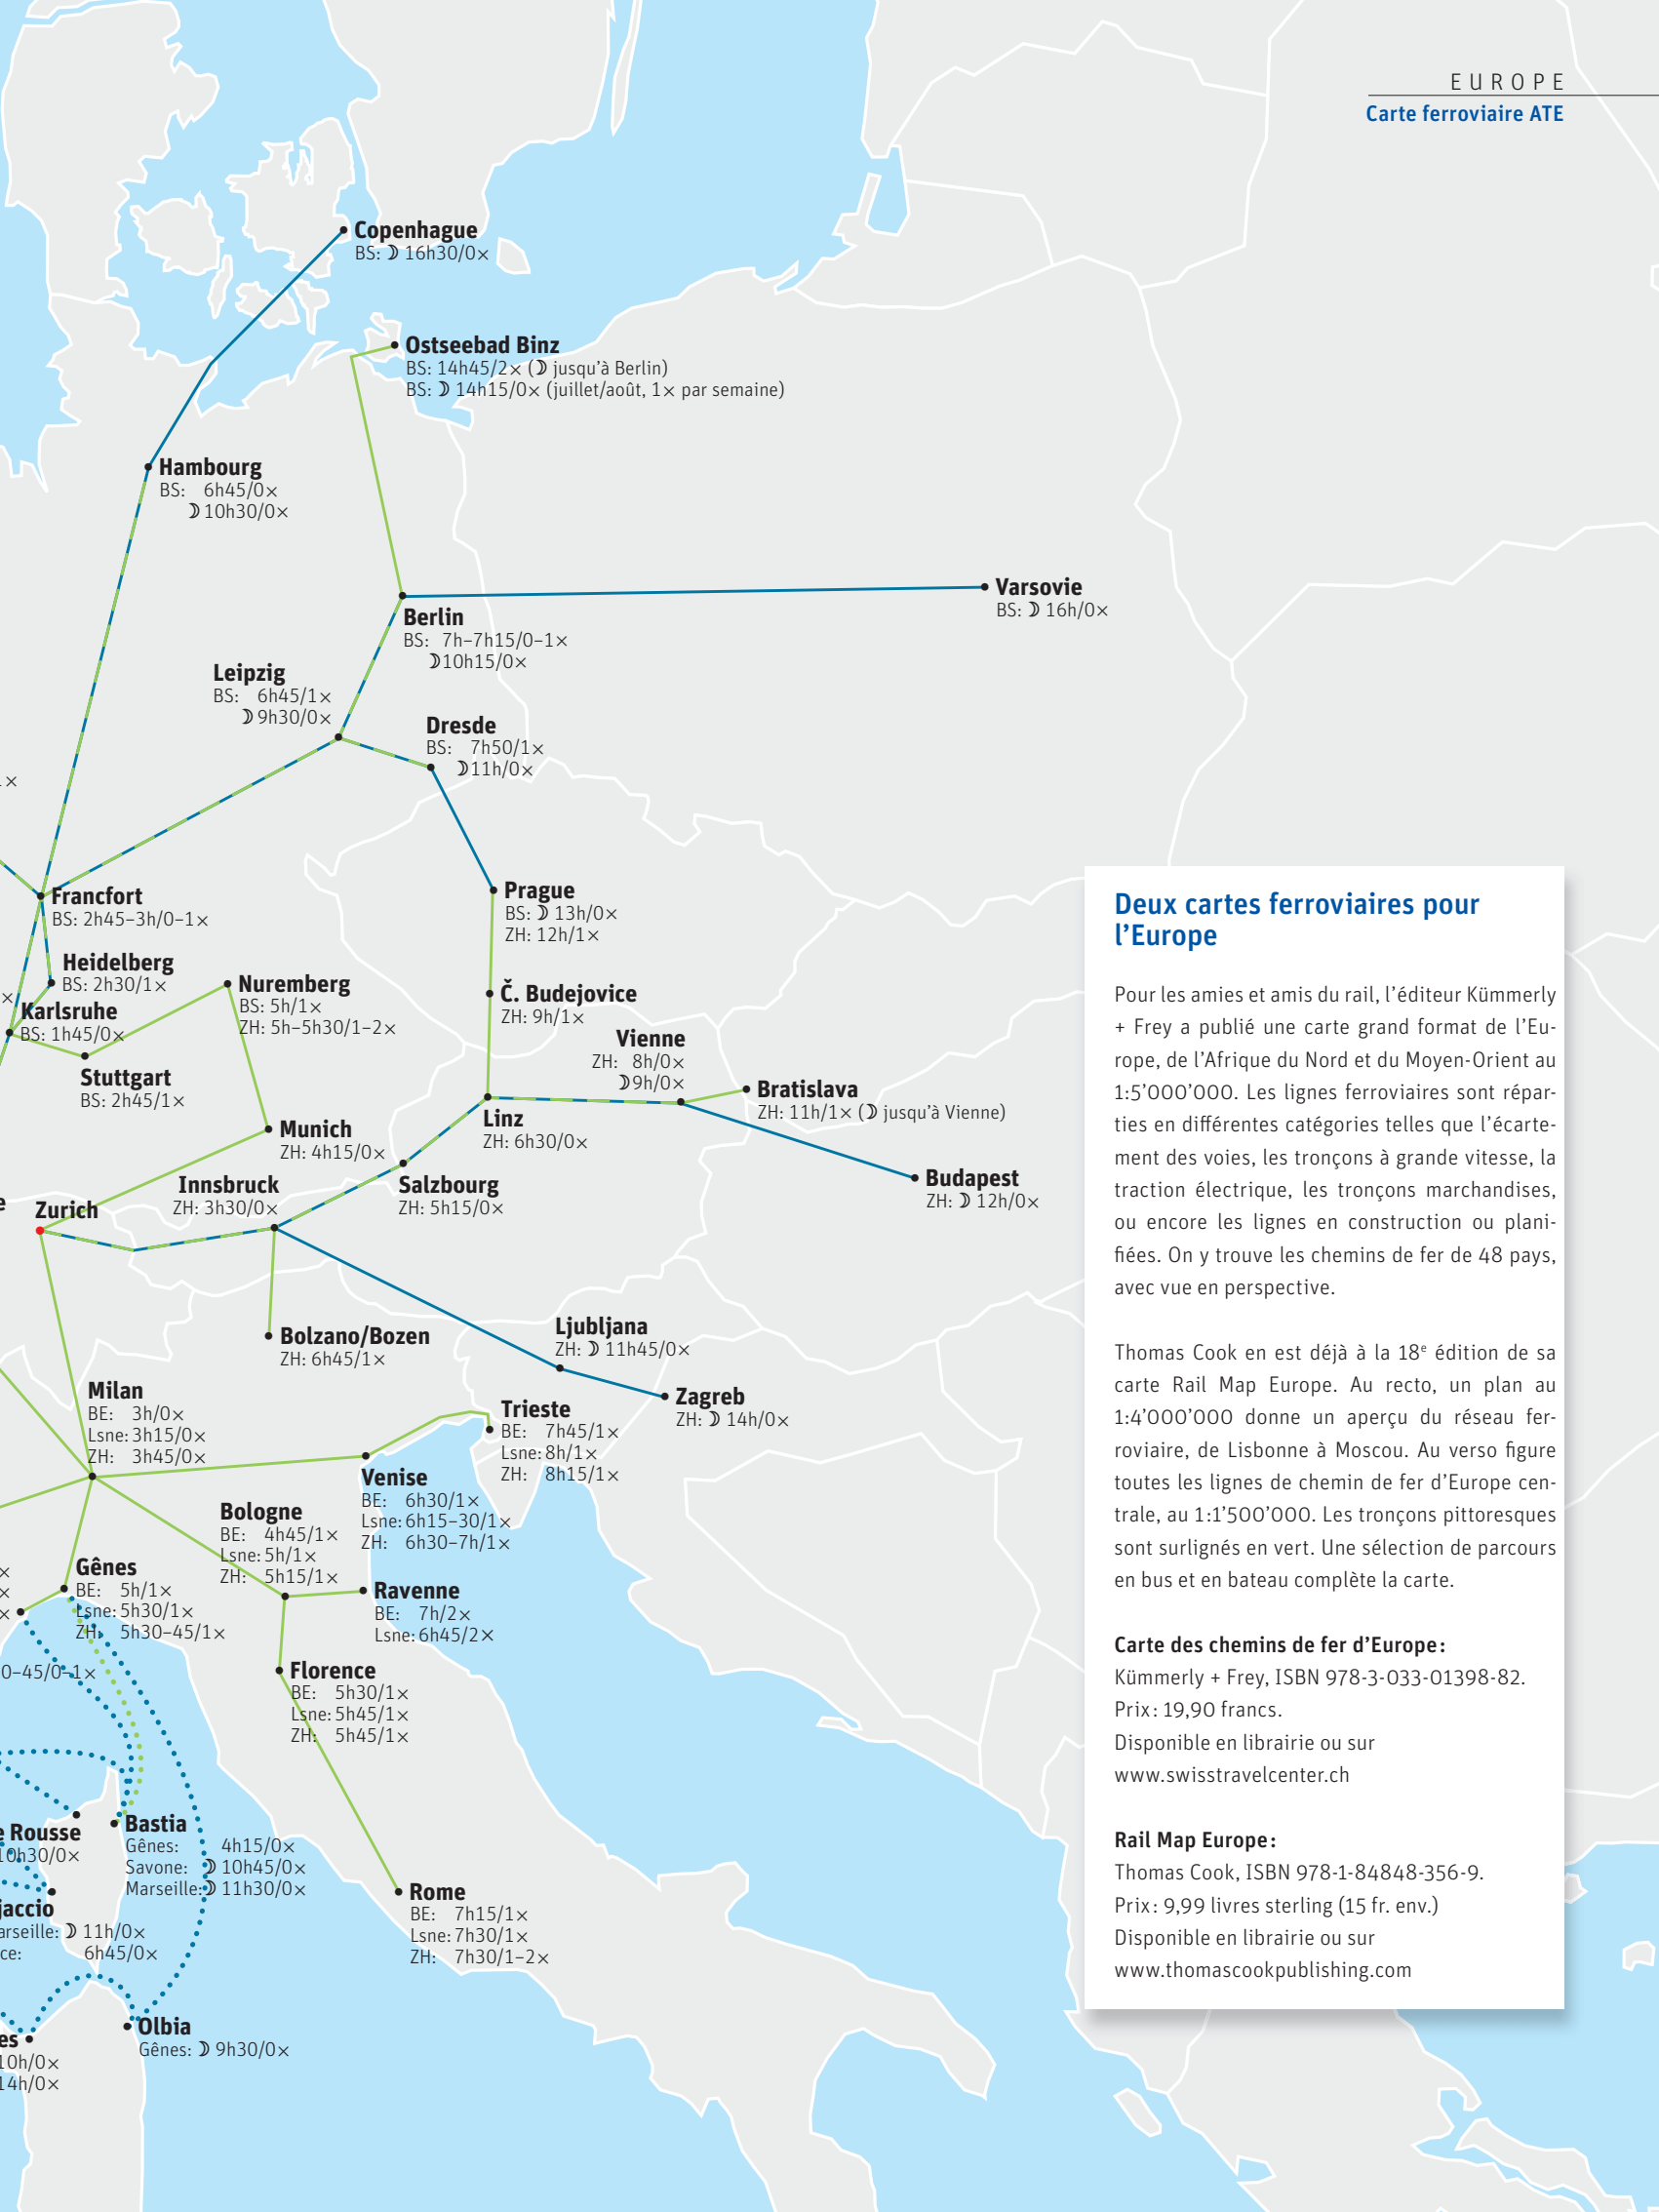 EUROPE
Carte ferroviaire ATE
Copenhague
BS: ☽ 16h30/0×
Ostseebad Binz
BS: 14h45/2× (☽ jusqu'à Berlin)
BS: ☽ 14h15/0× (juillet/août, 1× par semaine)
Hambourg
BS: 6h45/0×
☽ 10h30/0×
Varsovie
BS: ☽ 16h/0×
Berlin
BS: 7h–7h15/0–1×
☽ 10h15/0×
Leipzig
BS: 6h45/1×
☽ 9h30/0×
Dresde
BS: 7h50/1×
☽ 11h/0×
Francfort
BS: 2h45–3h/0–1×
Prague
BS: ☽ 13h/0×
ZH: 12h/1×
Heidelberg
BS: 2h30/1×
Karlsruhe
BS: 1h45/0×
Nuremberg
BS: 5h/1×
ZH: 5h–5h30/1–2×
Č. Budejovice
ZH: 9h/1×
Stuttgart
BS: 2h45/1×
Vienne
ZH: 8h/0×
☽ 9h/0×
Bratislava
ZH: 11h/1× (☽ jusqu'à Vienne)
Linz
ZH: 6h30/0×
Munich
ZH: 4h15/0×
Innsbruck
ZH: 3h30/0×
Salzbourg
ZH: 5h15/0×
Budapest
ZH: ☽ 12h/0×
Zurich
Bolzano/Bozen
ZH: 6h45/1×
Ljubljana
ZH: ☽ 11h45/0×
Zagreb
ZH: ☽ 14h/0×
Milan
BE: 3h/0×
Lsne: 3h15/0×
ZH: 3h45/0×
Trieste
BE: 7h45/1×
Lsne: 8h/1×
ZH: 8h15/1×
Venise
BE: 6h30/1×
Lsne: 6h15–30/1×
ZH: 6h30–7h/1×
Bologne
BE: 4h45/1×
Lsne: 5h/1×
ZH: 5h15/1×
Gênes
BE: 5h/1×
Lsne: 5h30/1×
ZH: 5h30–45/1×
Ravenne
BE: 7h/2×
Lsne: 6h45/2×
0–45/0–1×
Florence
BE: 5h30/1×
Lsne: 5h45/1×
ZH: 5h45/1×
e Rousse
10h30/0×
Bastia
Gênes: 4h15/0×
Savone: ☽ 10h45/0×
Marseille: ☽ 11h30/0×
jaccio
arseille: ☽ 11h/0×
ce: 6h45/0×
Rome
BE: 7h15/1×
Lsne: 7h30/1×
ZH: 7h30/1–2×
Olbia
Gênes: ☽ 9h30/0×
es
10h/0×
14h/0×
Deux cartes ferroviaires pour
l'Europe
Pour les amies et amis du rail, l'éditeur Kümmerly
+ Frey a publié une carte grand format de l'Eu-
rope, de l'Afrique du Nord et du Moyen-Orient au
1:5'000'000. Les lignes ferroviaires sont répar-
ties en différentes catégories telles que l'écarte-
ment des voies, les tronçons à grande vitesse, la
traction électrique, les tronçons marchandises,
ou encore les lignes en construction ou plani-
fiées. On y trouve les chemins de fer de 48 pays,
avec vue en perspective.
Thomas Cook en est déjà à la 18e édition de sa
carte Rail Map Europe. Au recto, un plan au
1:4'000'000 donne un aperçu du réseau fer-
roviaire, de Lisbonne à Moscou. Au verso figure
toutes les lignes de chemin de fer d'Europe cen-
trale, au 1:1'500'000. Les tronçons pittoresques
sont surlignés en vert. Une sélection de parcours
en bus et en bateau complète la carte.
Carte des chemins de fer d'Europe:
Kümmerly + Frey, ISBN 978-3-033-01398-82.
Prix: 19,90 francs.
Disponible en librairie ou sur
www.swisstravelcenter.ch
Rail Map Europe:
Thomas Cook, ISBN 978-1-84848-356-9.
Prix: 9,99 livres sterling (15 fr. env.)
Disponible en librairie ou sur
www.thomascookpublishing.com